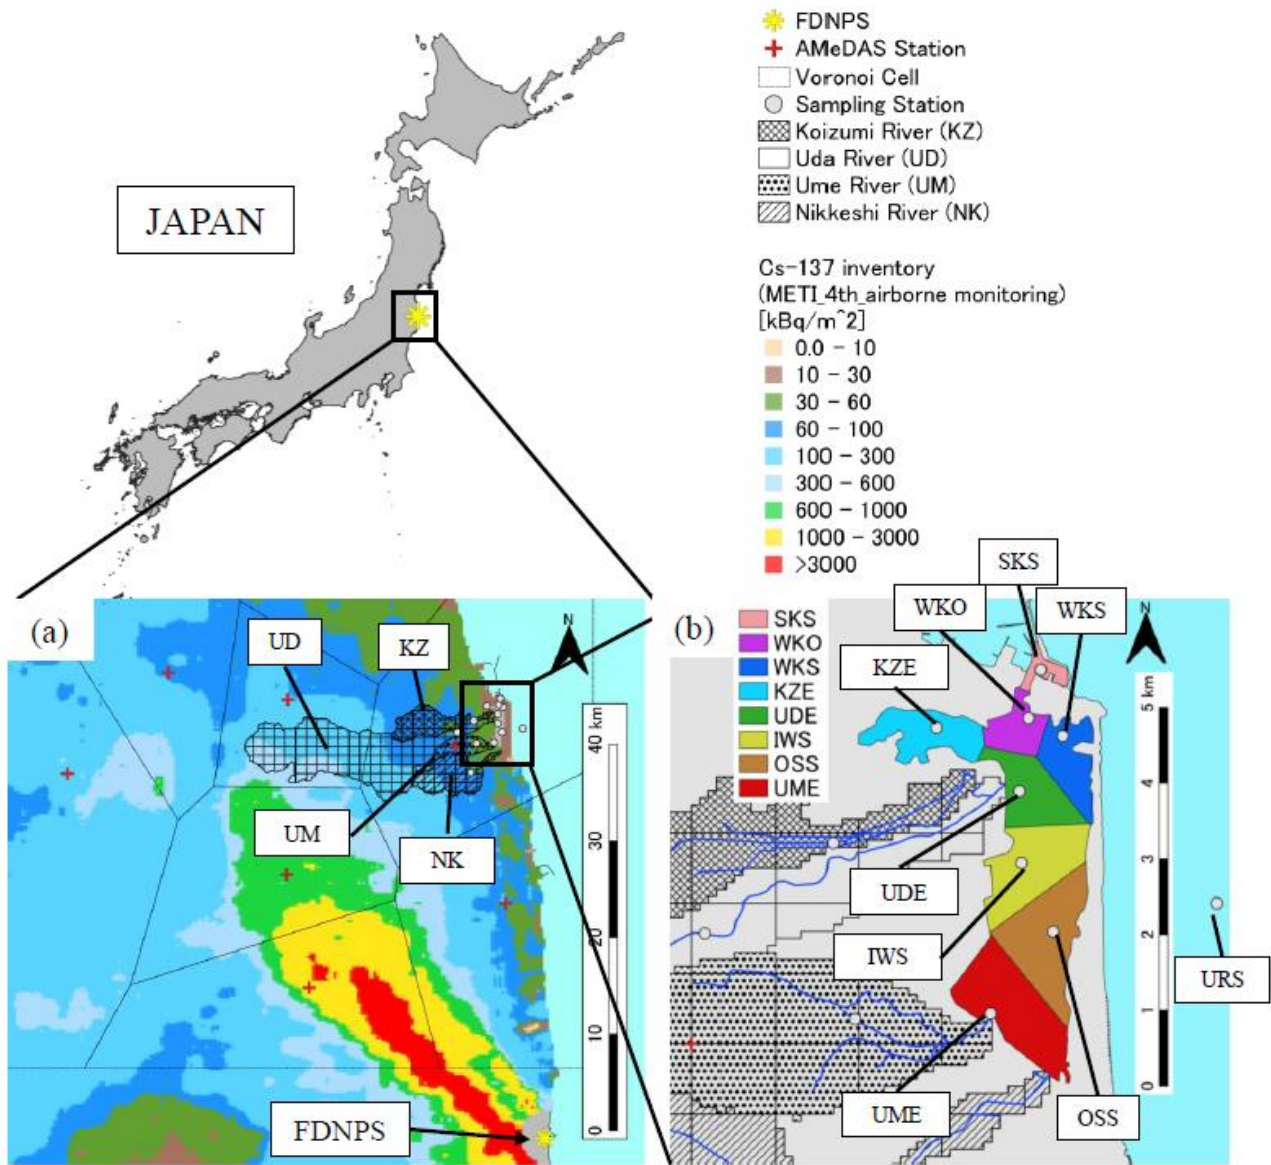 FDNPS
AMeDAS Station
Voronoi Cell
Sampling Station
Koizumi River (KZ)
Uda River (UD)
Ume River (UM)
Nikkeshi River (NK)
JAPAN
Cs-137 inventory
(METI_4th_airborne monitoring)
[kBq/m^2]
0.0 - 10
10 - 30
30 - 60
60 - 100
100 - 300
300 - 600
600 - 1000
1000 - 3000
>3000
(a)
UD
KZ
N
UM
NK
FDNPS
40 km
30
20
10
0
(b)
SKS
WKO
WKS
KZE
UDE
IWS
OSS
UME
SKS
WKO
WKS
KZE
N
UDE
IWS
URS
UME
OSS
5 km
4
3
2
1
0